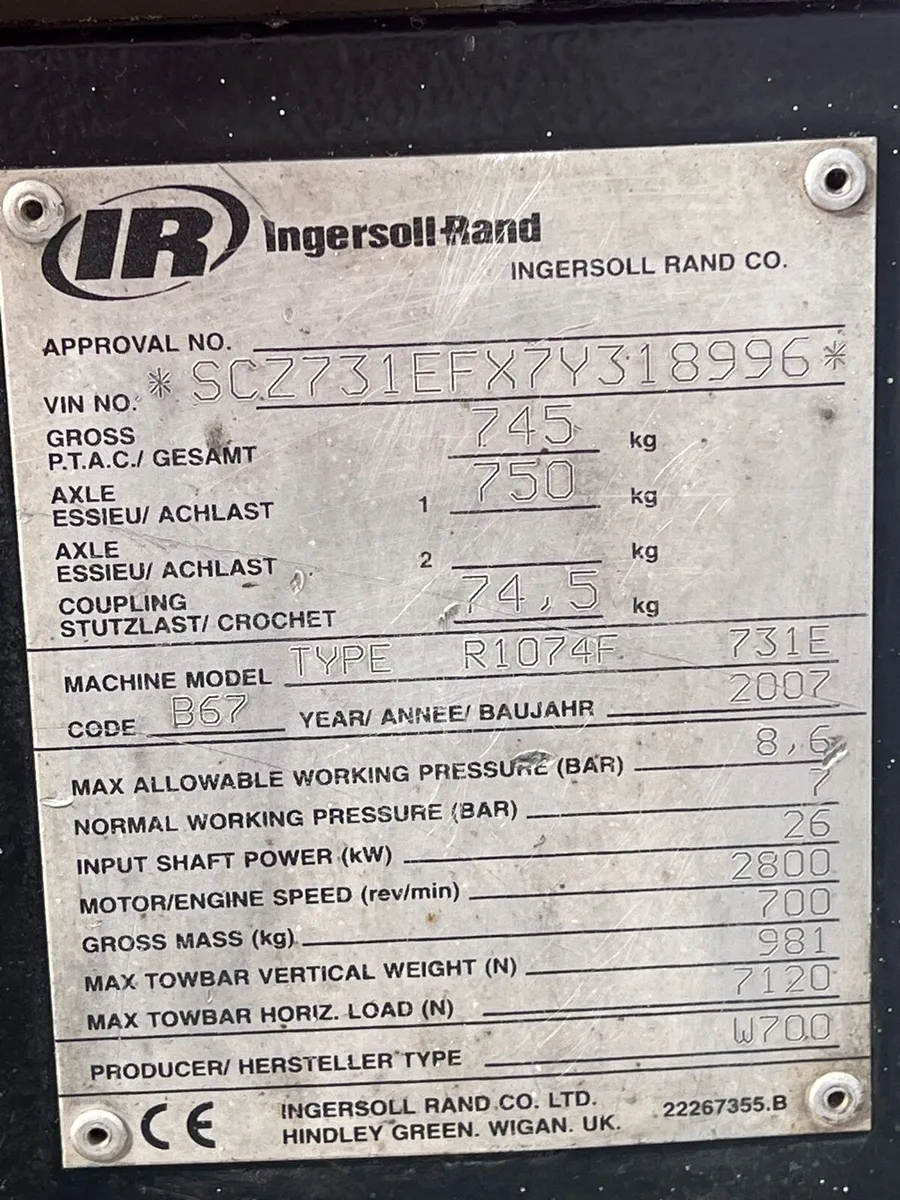 IR Ingersoll-Rand
INGERSOLL RAND CO.
APPROVAL NO.
VIN NO. *SCZ731EFX7Y318996*
GROSS
P.T.A.C./ GESAMT 745 kg
AXLE
ESSIEU/ ACHLAST 1 750 kg
AXLE
ESSIEU/ ACHLAST 2 kg
COUPLING
STUTZLAST/ CROCHET 74,5 kg
MACHINE MODEL TYPE R1074F 731E
CODE B67 YEAR/ ANNEE/ BAUJAHR 2007
MAX ALLOWABLE WORKING PRESSURE (BAR) 8,6
NORMAL WORKING PRESSURE (BAR) 7
INPUT SHAFT POWER (kW) 26
MOTOR/ENGINE SPEED (rev/min) 2800
GROSS MASS (kg) 700
MAX TOWBAR VERTICAL WEIGHT (N) 981
MAX TOWBAR HORIZ. LOAD (N) 7120
PRODUCER/ HERSTELLER TYPE W700
CE INGERSOLL RAND CO. LTD. 22267355.B
HINDLEY GREEN. WIGAN. UK.